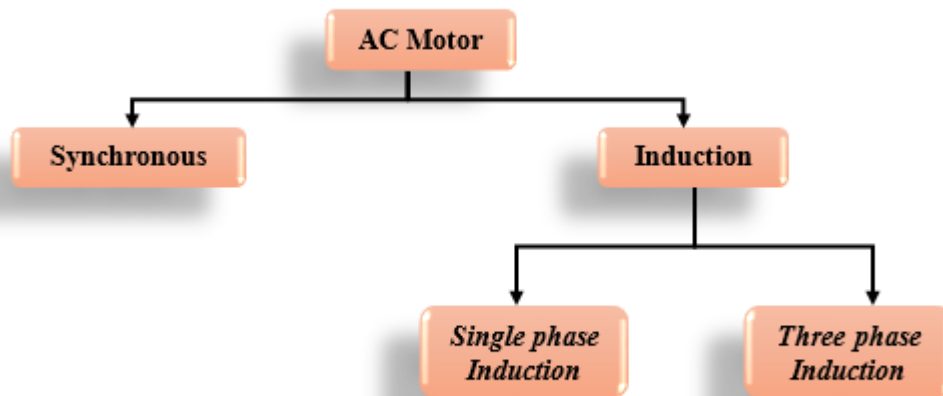 AC Motor
Synchronous
Induction
Single phase
Induction
Three phase
Induction